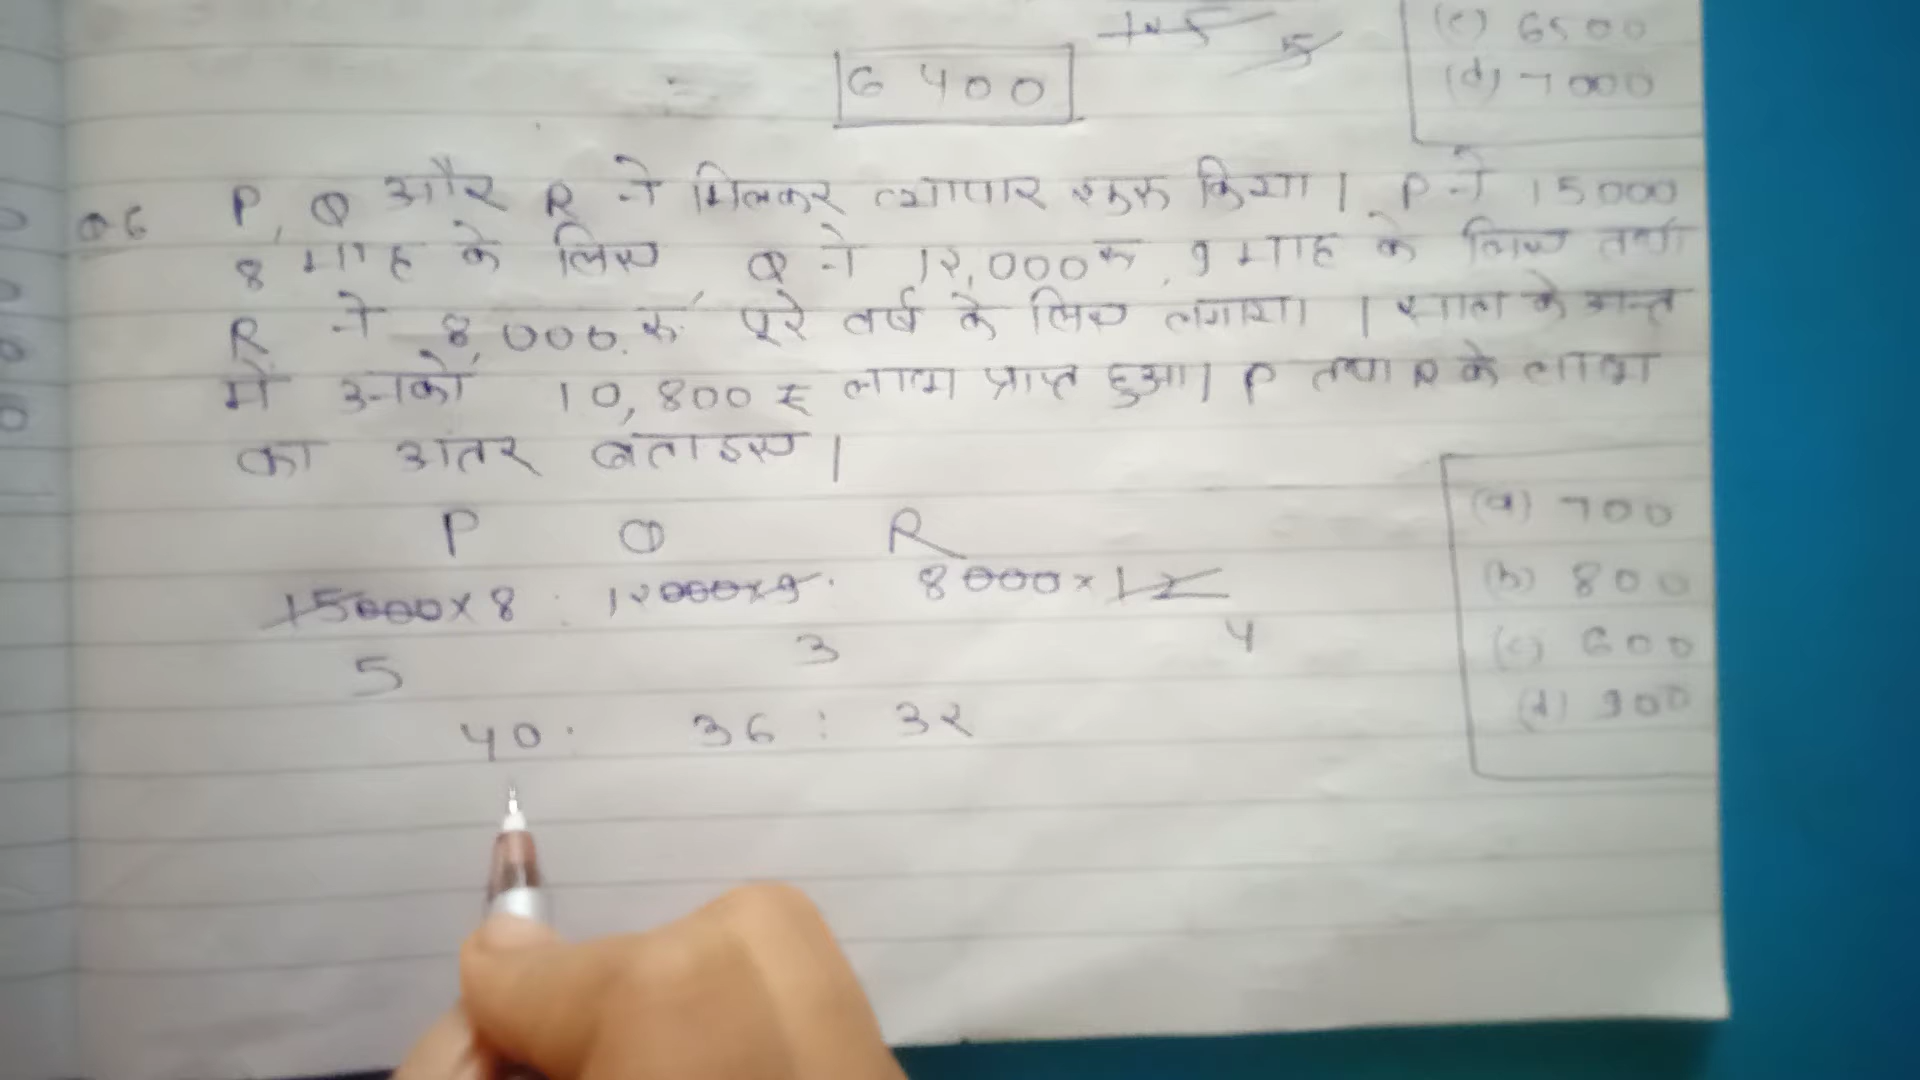 (c) 6500
5
= 6400
(d) 7000
Q6 P, Q और R ने मिलकर व्यापार शुरू किया। P ने 15000
8 माह के लिए Q ने 12,000रु, 9 माह के लिए तथा
R ने 8,000 रु. पूरे वर्ष के लिए लगाया। साल के अन्त
में उनको 10,800 ₹ लाभ प्राप्त हुआ। P तथा R के लाभ
का अंतर बताइए।
P Q R
15000×8 : 12000×9 : 8000×12
5 3 4
40 : 36 : 32
(a) 700
(b) 800
(c) 600
(d) 900